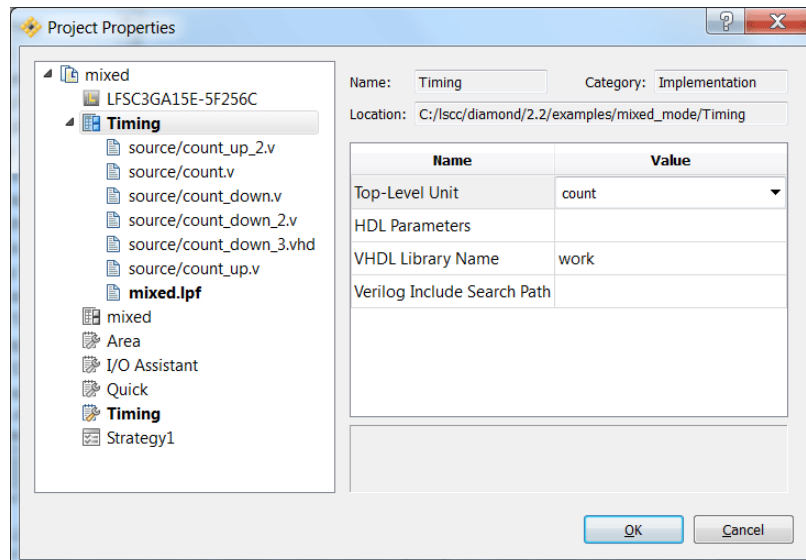 Project Properties
mixed
LFSC3GA15E-5F256C
Timing
source/count_up_2.v
source/count.v
source/count_down.v
source/count_down_2.v
source/count_down_3.vhd
source/count_up.v
mixed.lpf
mixed
Area
I/O Assistant
Quick
Timing
Strategy1
Name: Timing Category: Implementation
Location: C:/lscc/diamond/2.2/examples/mixed_mode/Timing
Name Value
Top-Level Unit count
HDL Parameters
VHDL Library Name work
Verilog Include Search Path
OK Cancel